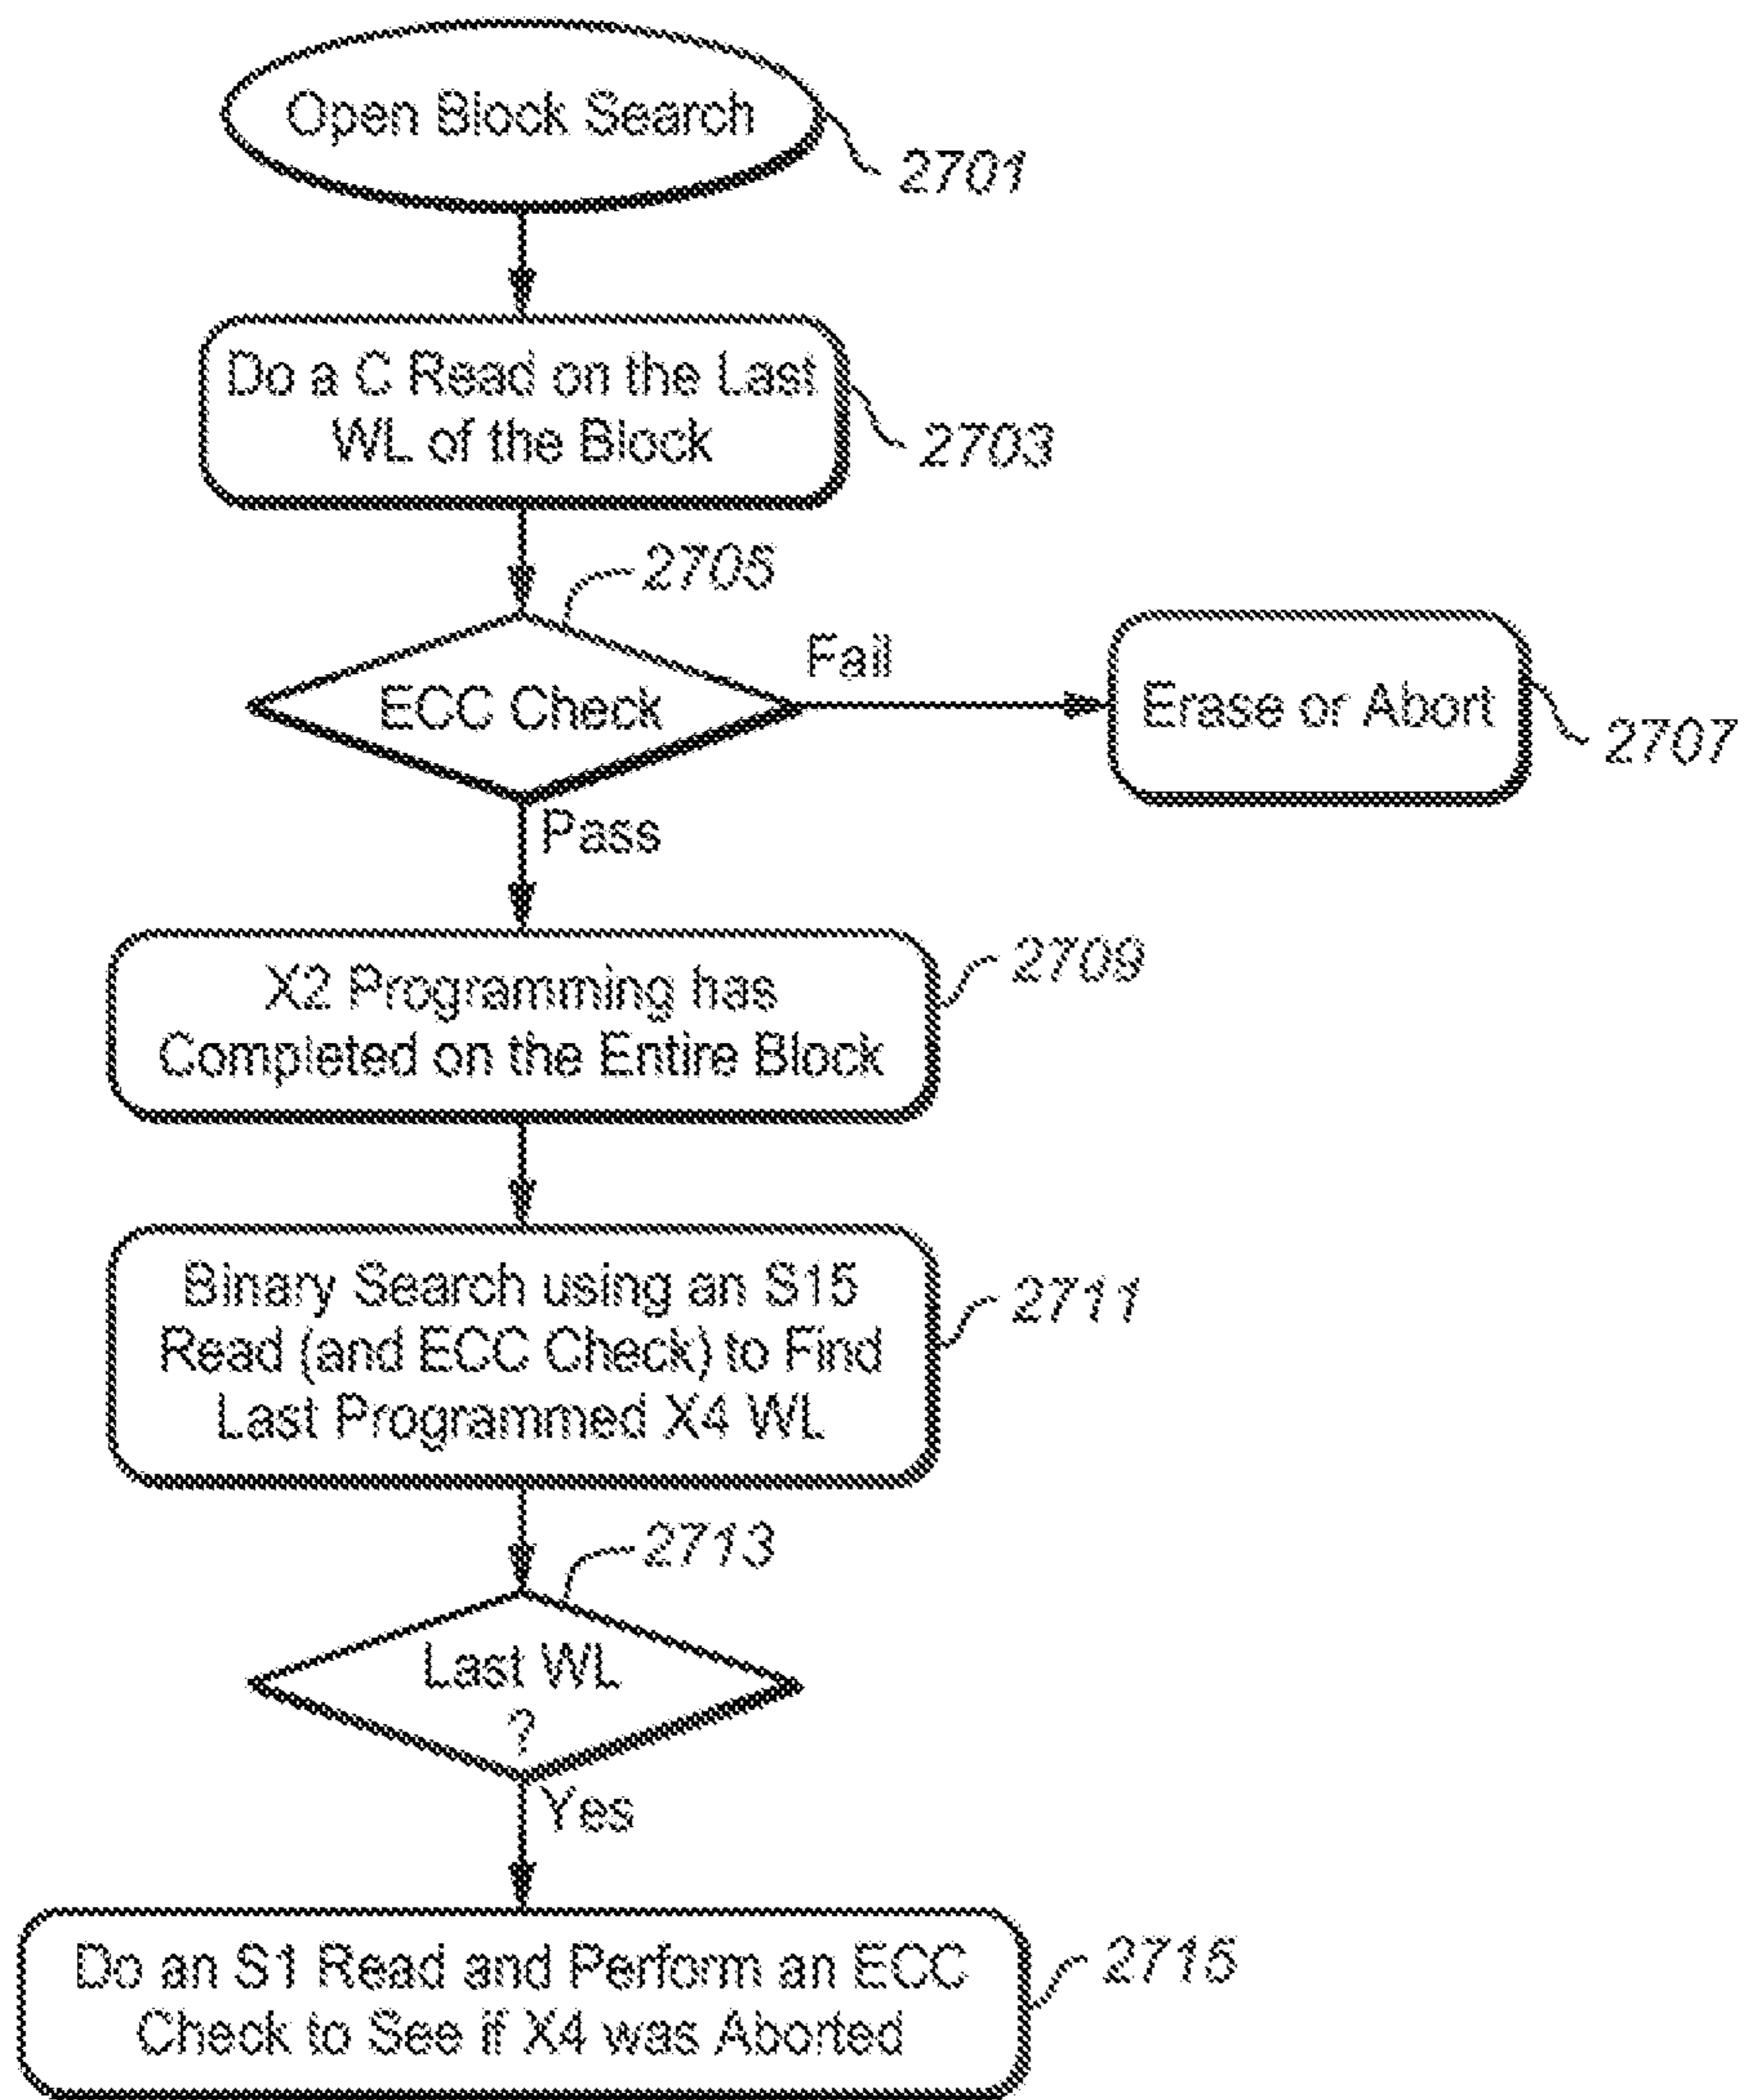 Open Block Search
2701
Do a C Read on the Last
WL of the Block
2703
2705
ECC Check
Fail
Erase or Abort
2707
Pass
X2 Programming has
Completed on the Entire Block
2709
Binary Search using an S15
Read (and ECC Check) to Find
Last Programmed X4 WL
2711
2713
Last WL
?
Yes
Do an S1 Read and Perform an ECC
Check to See if X4 was Aborted
2715